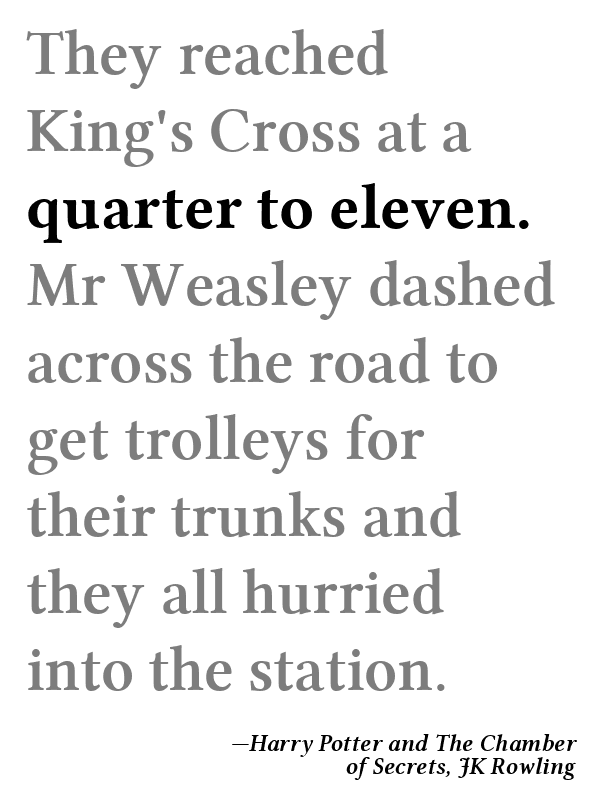 They reached
King's Cross at a
quarter to eleven.
Mr Weasley dashed
across the road to
get trolleys for
their trunks and
they all hurried
into the station.
—Harry Potter and The Chamber
of Secrets, JK Rowling